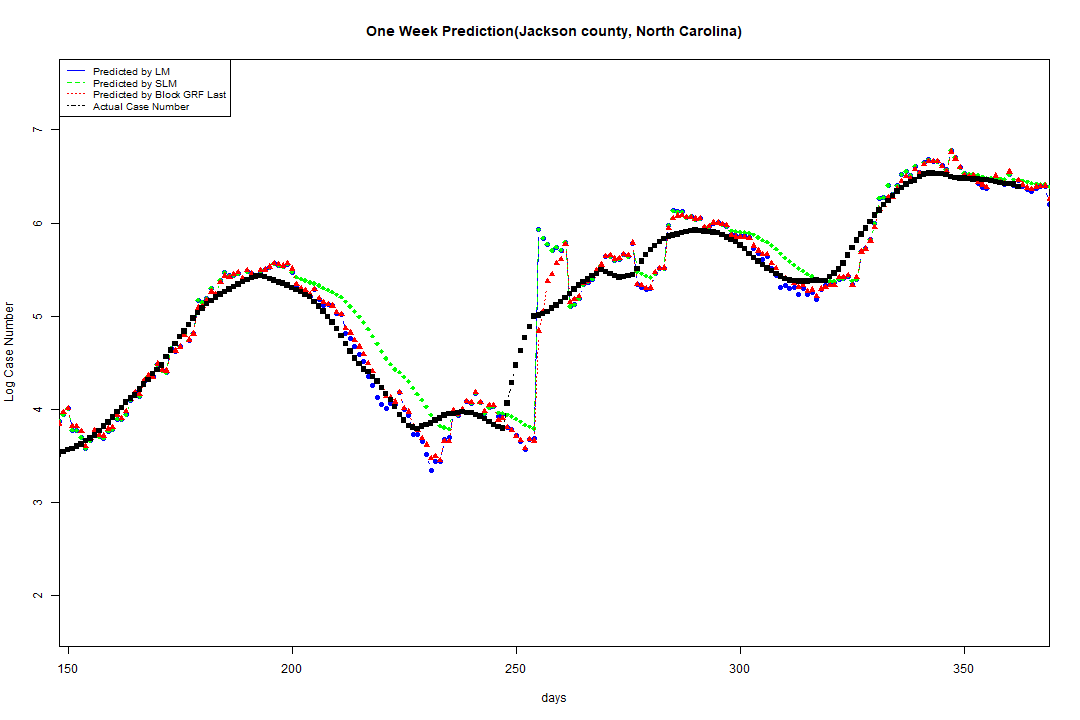 One Week Prediction(Jackson county, North Carolina)
Predicted by LM
Predicted by SLM
Predicted by Block GRF Last
Actual Case Number
7
6
5
4
3
2
Log Case Number
150 200 250 300 350
days